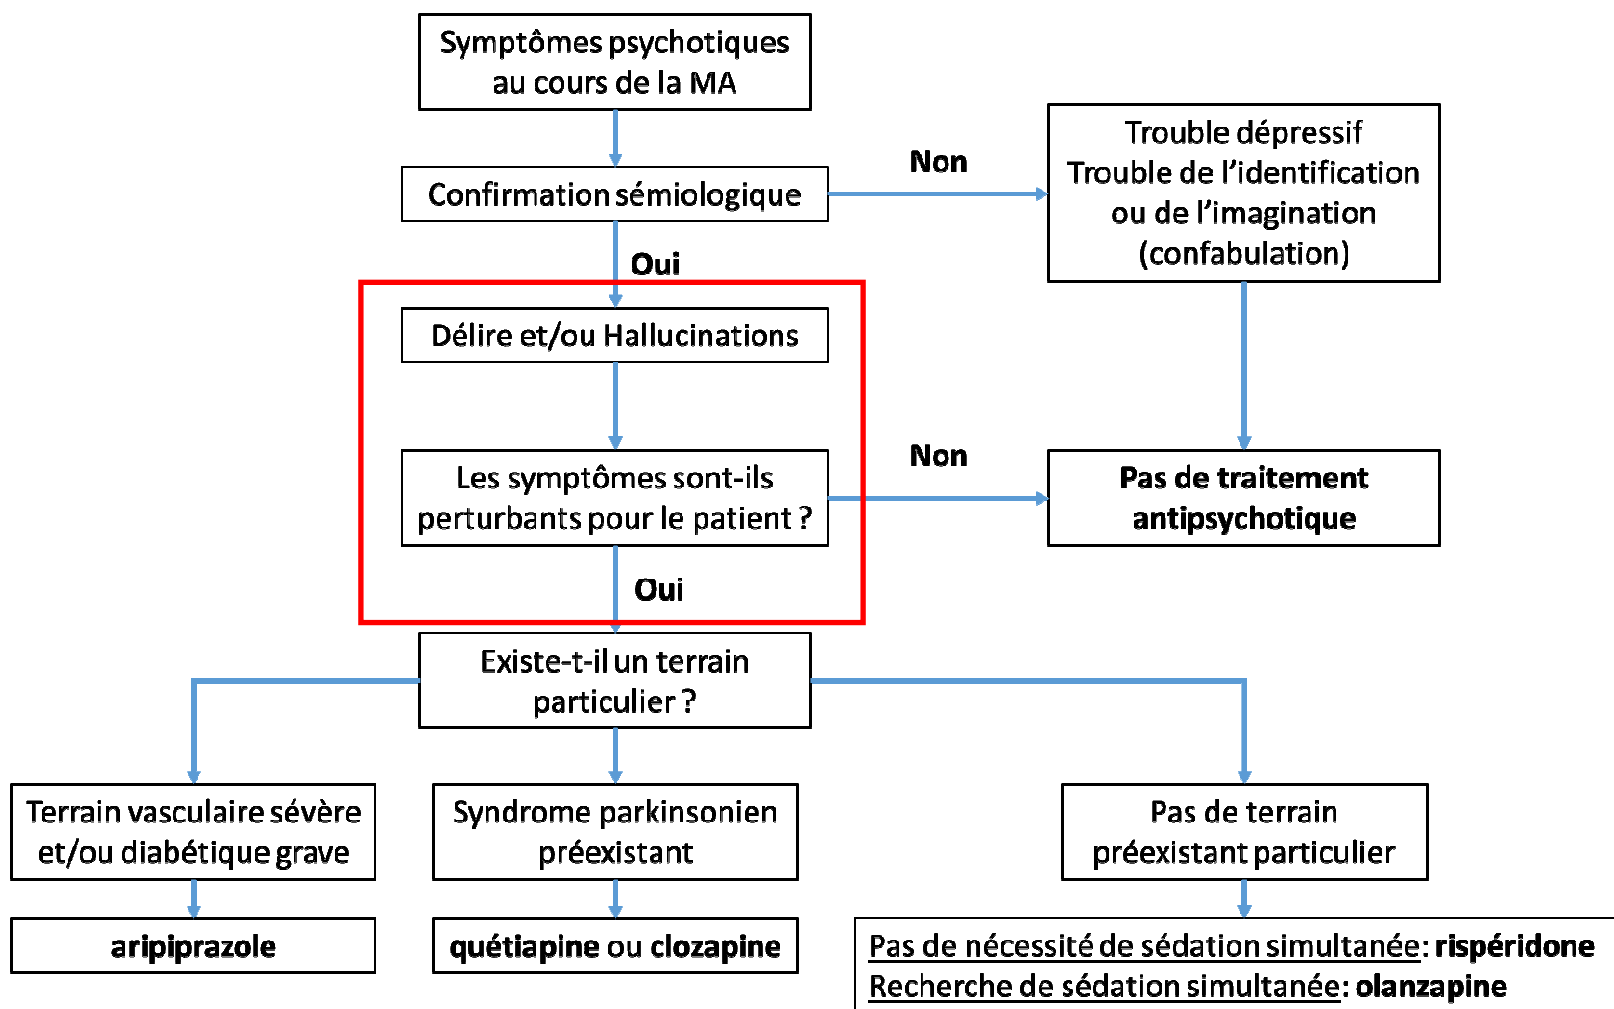 Symptômes psychotiques
au cours de la MA
Confirmation sémiologique
Non
Trouble dépressif
Trouble de l’identification
ou de l’imagination
(confabulation)
Oui
Délire et/ou Hallucinations
Les symptômes sont-ils
perturbants pour le patient ?
Non
Pas de traitement
antipsychotique
Oui
Existe-t-il un terrain
particulier ?
Terrain vasculaire sévère
et/ou diabétique grave
Syndrome parkinsonien
préexistant
Pas de terrain
préexistant particulier
aripiprazole
quétiapine ou clozapine
Pas de nécessité de sédation simultanée: rispéridone
Recherche de sédation simultanée: olanzapine